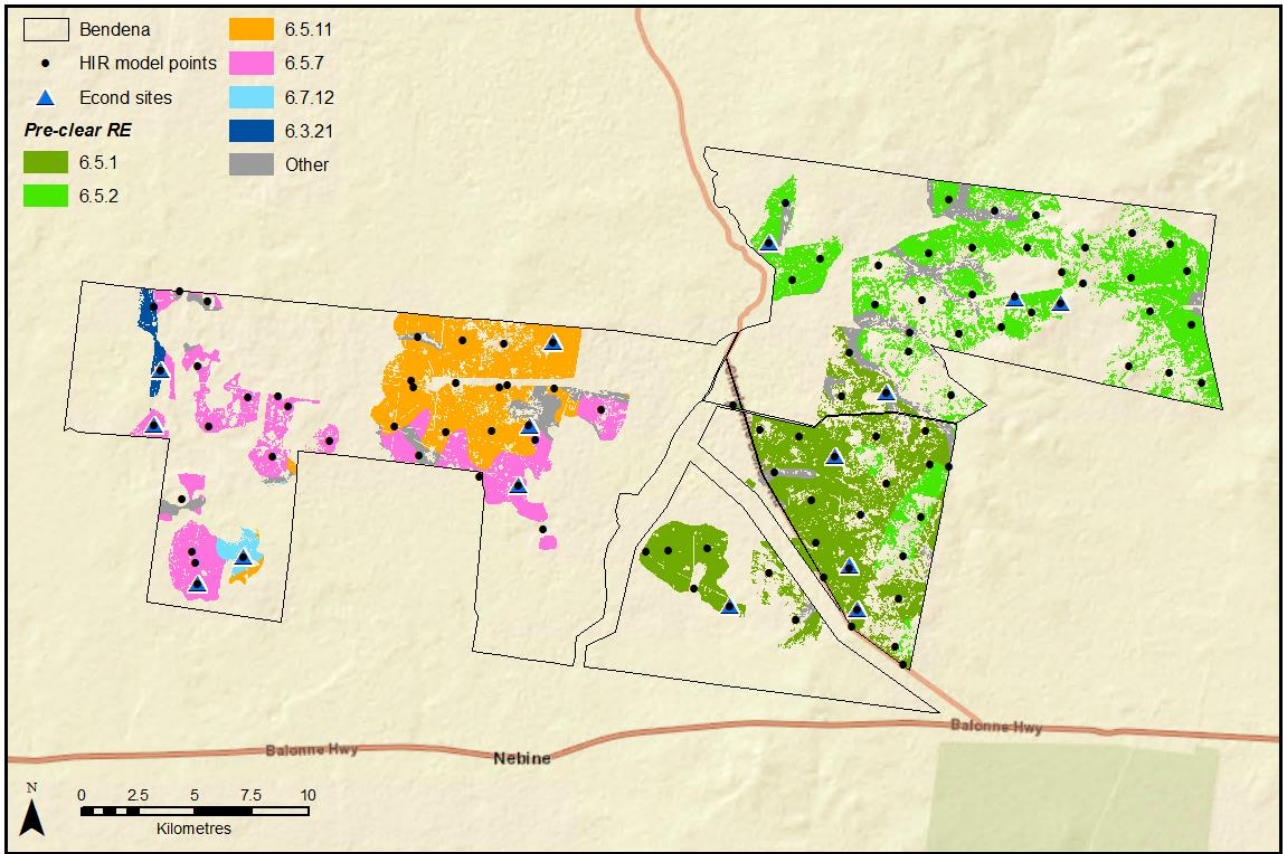 Bendena
HIR model points
Econd sites
Pre-clear RE
6.5.1
6.5.2
6.5.11
6.5.7
6.7.12
6.3.21
Other
Balonne Hwy
Nebine
Balonne Hwy
N
0 2.5 5 7.5 10
Kilometres